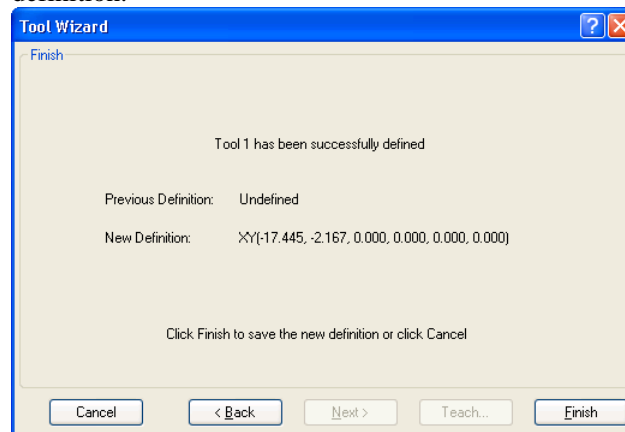 definition.
Tool Wizard
Finish
Tool 1 has been successfully defined
Previous Definition: Undefined
New Definition: XY(-17.445, -2.167, 0.000, 0.000, 0.000, 0.000)
Click Finish to save the new definition or click Cancel
Cancel < Back Next > Teach... Finish